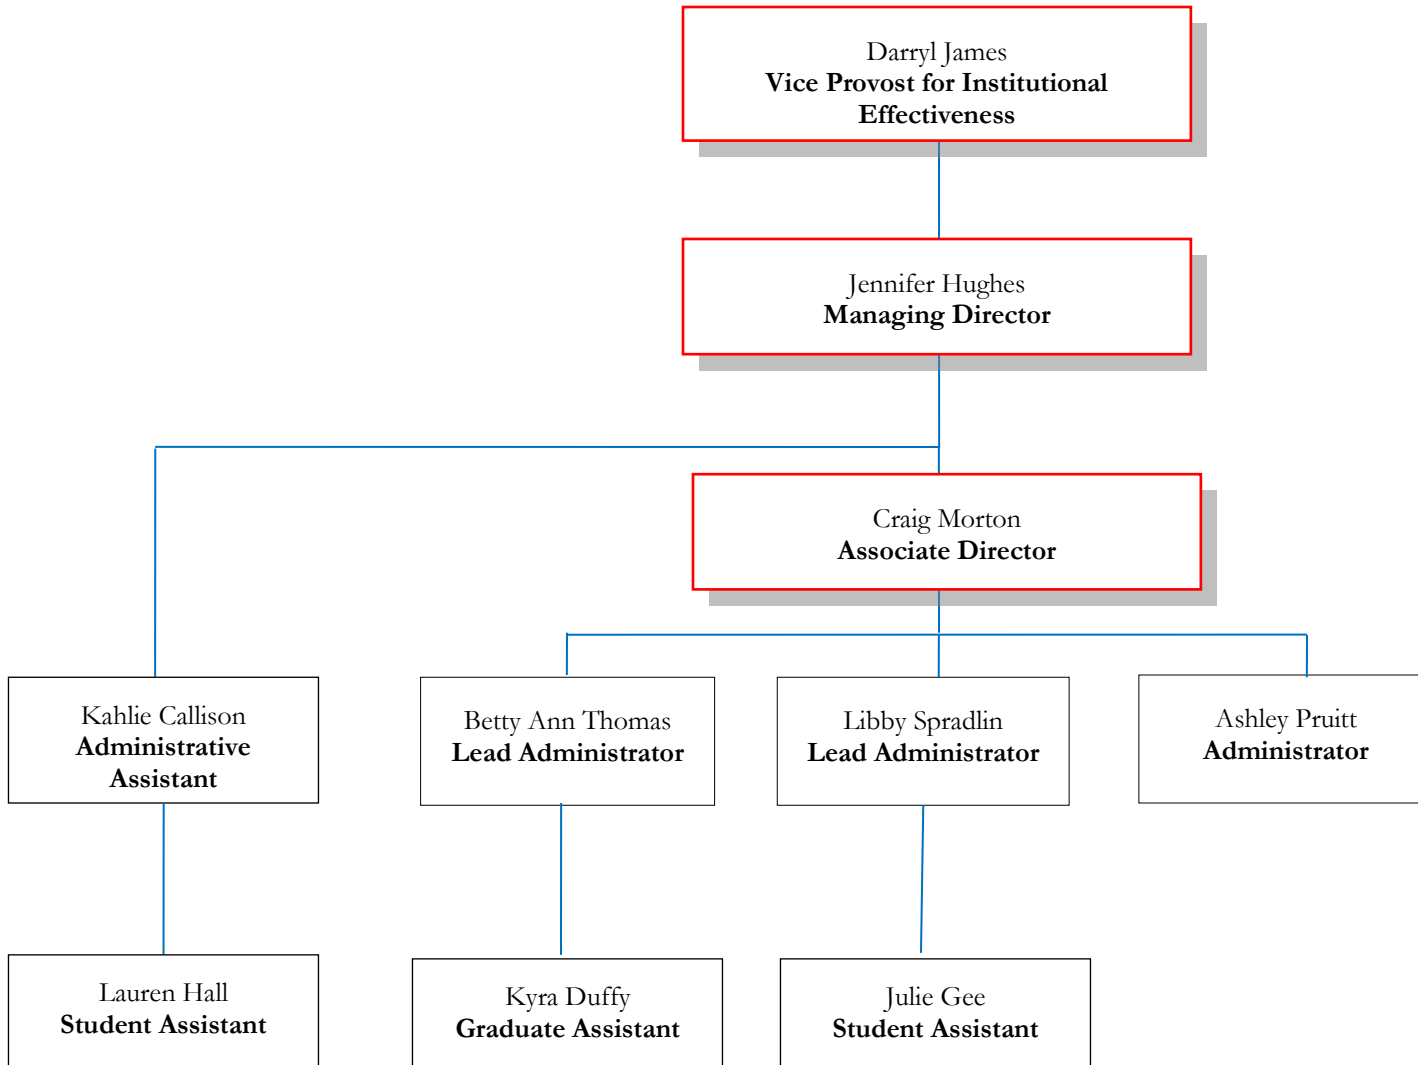 Darryl James
Vice Provost for Institutional
Effectiveness
Jennifer Hughes
Managing Director
Craig Morton
Associate Director
Kahlie Callison
Administrative
Assistant
Betty Ann Thomas
Lead Administrator
Libby Spradlin
Lead Administrator
Ashley Pruitt
Administrator
Lauren Hall
Student Assistant
Kyra Duffy
Graduate Assistant
Julie Gee
Student Assistant